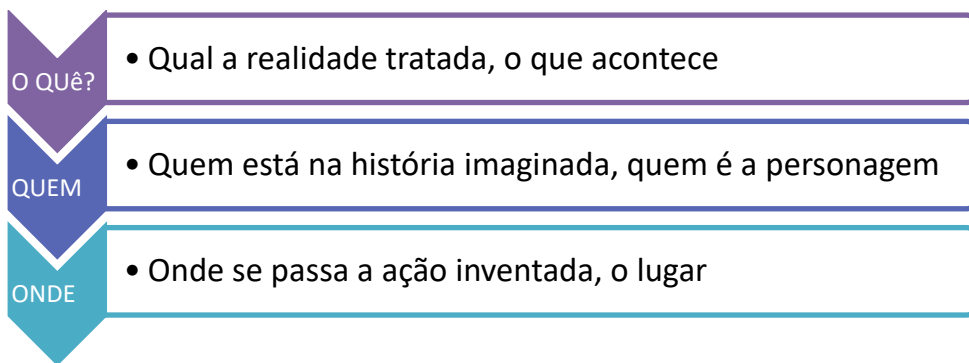 O QUê?
• Qual a realidade tratada, o que acontece
QUEM
• Quem está na história imaginada, quem é a personagem
ONDE
• Onde se passa a ação inventada, o lugar